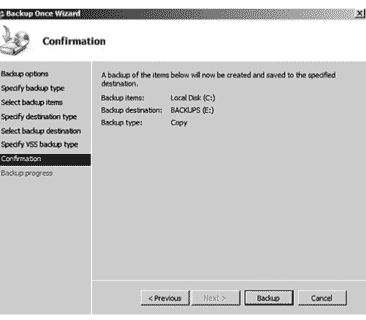 Backup Once Wizard
Confirmation
Backup options
Specify backup type
Select backup items
Specify destination type
Select backup destination
Specify VSS backup type
Confirmation
Backup progress
A backup of the items below will now be created and saved to the specified
destination.
Backup items: Local Disk (C:)
Backup destination: BACKUPS (E:)
Backup type: Copy
< Previous
Next >
Backup
Cancel